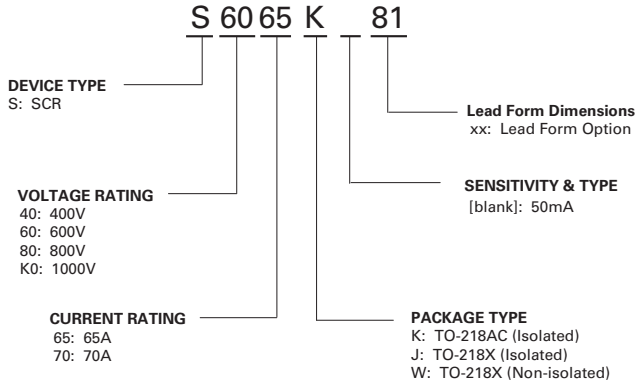 S 60 65 K 81
DEVICE TYPE
S: SCR
Lead Form Dimensions
xx: Lead Form Option
VOLTAGE RATING
40: 400V
60: 600V
80: 800V
K0: 1000V
SENSITIVITY & TYPE
[blank]: 50mA
CURRENT RATING
65: 65A
70: 70A
PACKAGE TYPE
K: TO-218AC (Isolated)
J: TO-218X (Isolated)
W: TO-218X (Non-isolated)